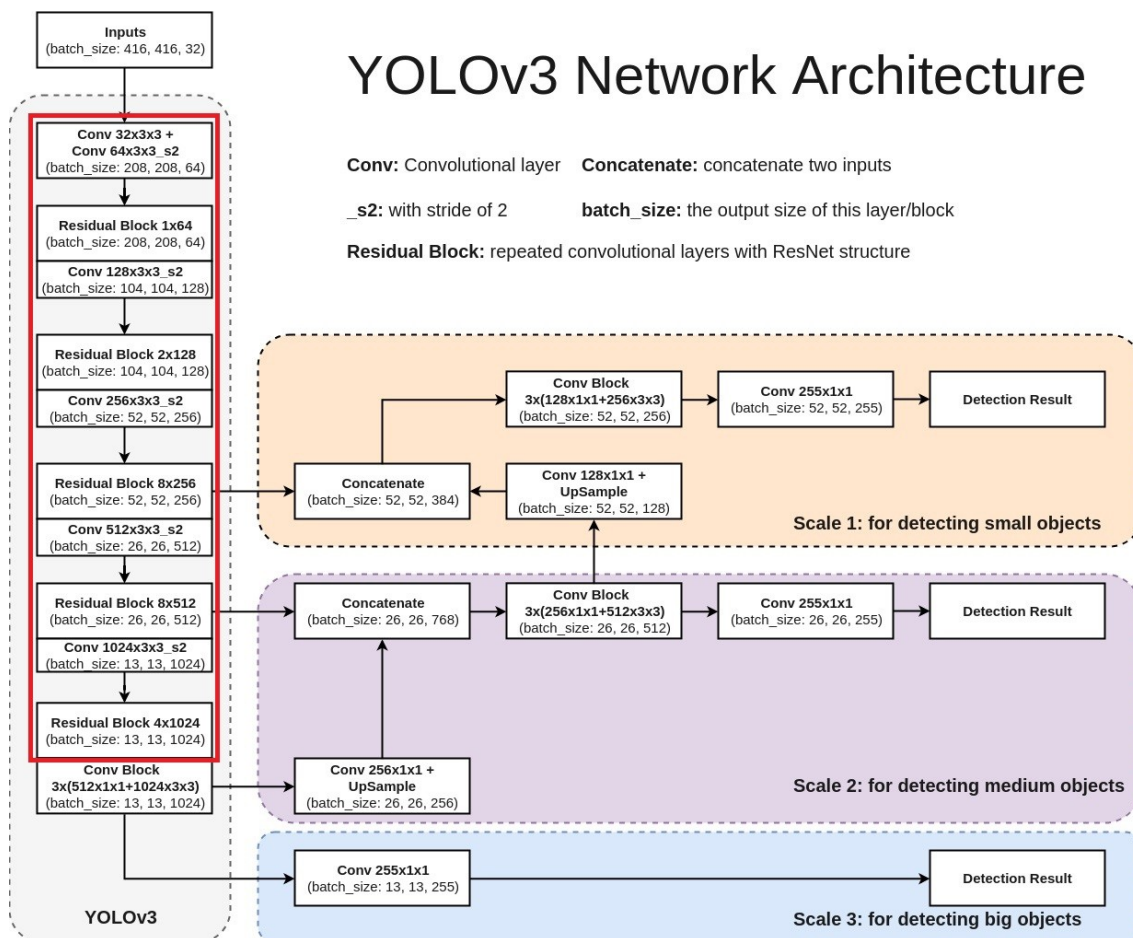 YOLOv3 Network Architecture
Conv: Convolutional layer
Concatenate: concatenate two inputs
_s2: with stride of 2
batch_size: the output size of this layer/block
Residual Block: repeated convolutional layers with ResNet structure
Inputs
(batch_size: 416, 416, 32)
Conv 32x3x3 +
Conv 64x3x3_s2
(batch_size: 208, 208, 64)
Residual Block 1x64
(batch_size: 208, 208, 64)
Conv 128x3x3_s2
(batch_size: 104, 104, 128)
Residual Block 2x128
(batch_size: 104, 104, 128)
Conv 256x3x3_s2
(batch_size: 52, 52, 256)
Residual Block 8x256
(batch_size: 52, 52, 256)
Conv 512x3x3_s2
(batch_size: 26, 26, 512)
Residual Block 8x512
(batch_size: 26, 26, 512)
Conv 1024x3x3_s2
(batch_size: 13, 13, 1024)
Residual Block 4x1024
(batch_size: 13, 13, 1024)
Conv Block
3x(512x1x1+1024x3x3)
(batch_size: 13, 13, 1024)
YOLOv3
Conv Block
3x(128x1x1+256x3x3)
(batch_size: 52, 52, 256)
Conv 255x1x1
(batch_size: 52, 52, 255)
Detection Result
Concatenate
(batch_size: 52, 52, 384)
Conv 128x1x1 +
UpSample
(batch_size: 52, 52, 128)
Scale 1: for detecting small objects
Concatenate
(batch_size: 26, 26, 768)
Conv Block
3x(256x1x1+512x3x3)
(batch_size: 26, 26, 512)
Conv 255x1x1
(batch_size: 26, 26, 255)
Detection Result
Conv 256x1x1 +
UpSample
(batch_size: 26, 26, 256)
Scale 2: for detecting medium objects
Conv 255x1x1
(batch_size: 13, 13, 255)
Detection Result
Scale 3: for detecting big objects